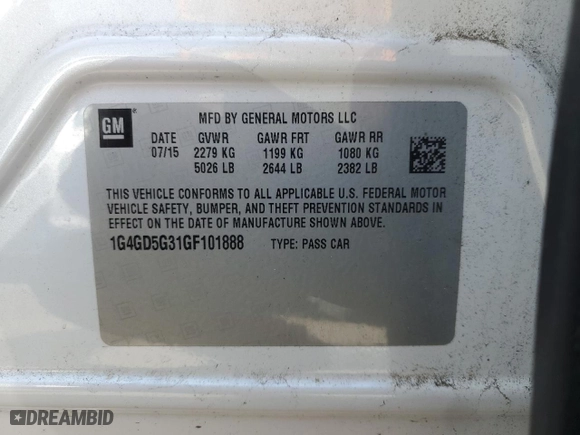 GM
MFD BY GENERAL MOTORS LLC
DATE GVWR GAWR FRT GAWR RR
07/15 2279 KG 1199 KG 1080 KG
5026 LB 2644 LB 2382 LB
THIS VEHICLE CONFORMS TO ALL APPLICABLE U.S. FEDERAL MOTOR
VEHICLE SAFETY, BUMPER, AND THEFT PREVENTION STANDARDS IN
EFFECT ON THE DATE OF MANUFACTURE SHOWN ABOVE.
1G4GD5G31GF101888 TYPE: PASS CAR
DREAMBID